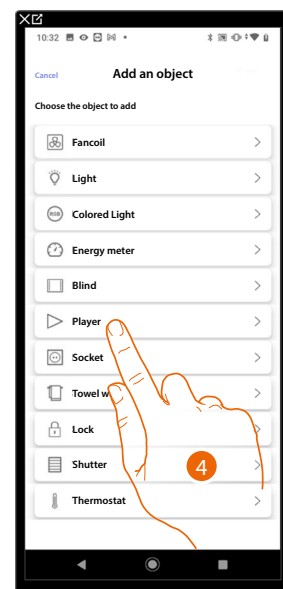 10:32
Cancel
Add an object
Choose the object to add
Fancoil
Light
RGB
Colored Light
Energy meter
Blind
Player
Socket
Towel w
Lock
Shutter
4
Thermostat